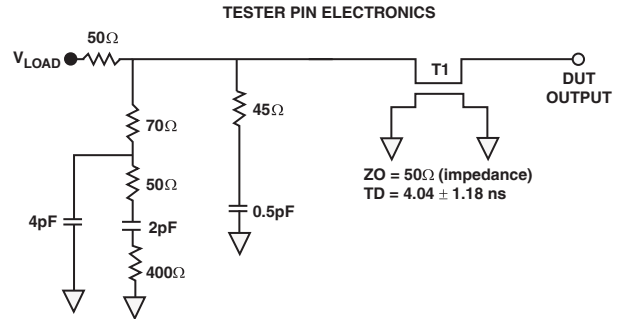 TESTER PIN ELECTRONICS
50Ω
VLOAD
T1
DUT
OUTPUT
70Ω
45Ω
50Ω
ZO = 50Ω (impedance)
TD = 4.04 ± 1.18 ns
4pF
2pF
0.5pF
400Ω